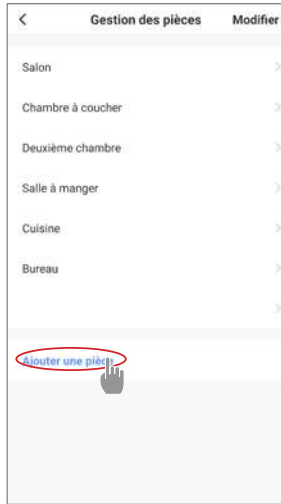 Gestion des pièces Modifier
Salon
Chambre à coucher
Deuxième chambre
Salle à manger
Cuisine
Bureau
Ajouter une pièce